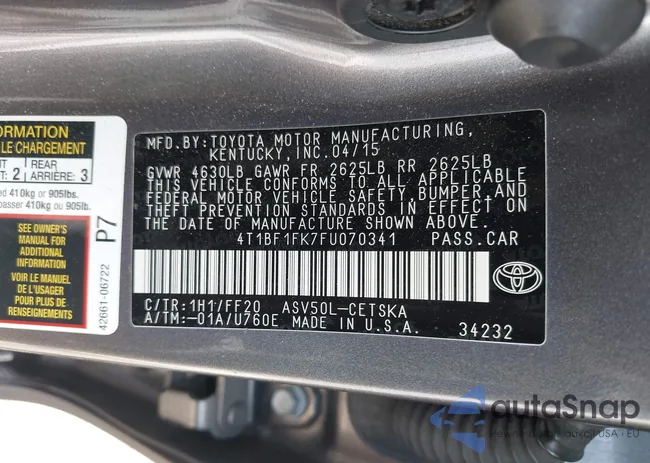 ORMATION
LE CHARGEMENT
NT 2 REAR ARRIÈRE: 3
ed 410kg or 905lbs.
passer 410kg ou 905lbs.
SEE OWNER'S
MANUAL FOR
ADDITIONAL
INFORMATION
VOIR LE MANUEL
DE L'USAGER
POUR PLUS DE
RENSEIGNEMENTS
P7
42661-06722
MFD.BY: TOYOTA MOTOR MANUFACTURING,
KENTUCKY, INC. 04/15
GVWR 4630LB GAWR FR 2625LB RR 2625LB
THIS VEHICLE CONFORMS TO ALL APPLICABLE
FEDERAL MOTOR VEHICLE SAFETY, BUMPER, AND
THEFT PREVENTION STANDARDS IN EFFECT ON
THE DATE OF MANUFACTURE SHOWN ABOVE.
4T1BF1FK7FU070341 PASS.CAR
C/TR: 1H1/FF20 ASV50L-CETSKA
A/TM: -01A/U760E MADE IN U.S.A. 34232
autoSnap